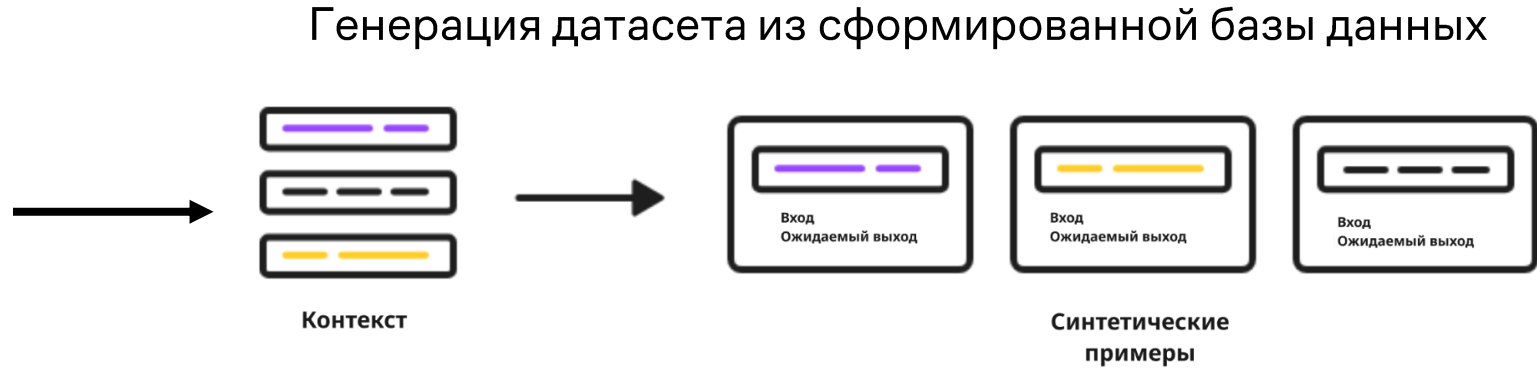 Генерация датасета из сформированной базы данных
Вход
Ожидаемый выход
Вход
Ожидаемый выход
Вход
Ожидаемый выход
Контекст
Синтетические
примеры